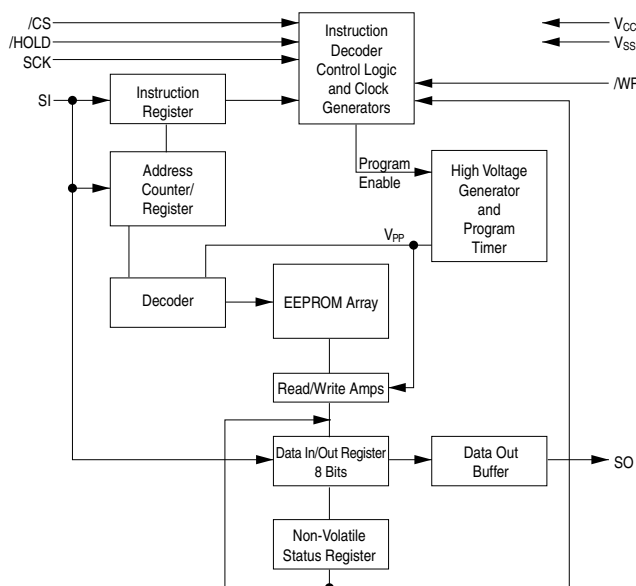 /CS
/HOLD
SCK
SI
Instruction
Decoder
Control Logic
and Clock
Generators
VCC
VSS
/WP
Instruction
Register
Address
Counter/
Register
Program
Enable
High Voltage
Generator
and
Program
Timer
VPP
Decoder
EEPROM Array
Read/Write Amps
Data In/Out Register
8 Bits
Data Out
Buffer
SO
Non-Volatile
Status Register